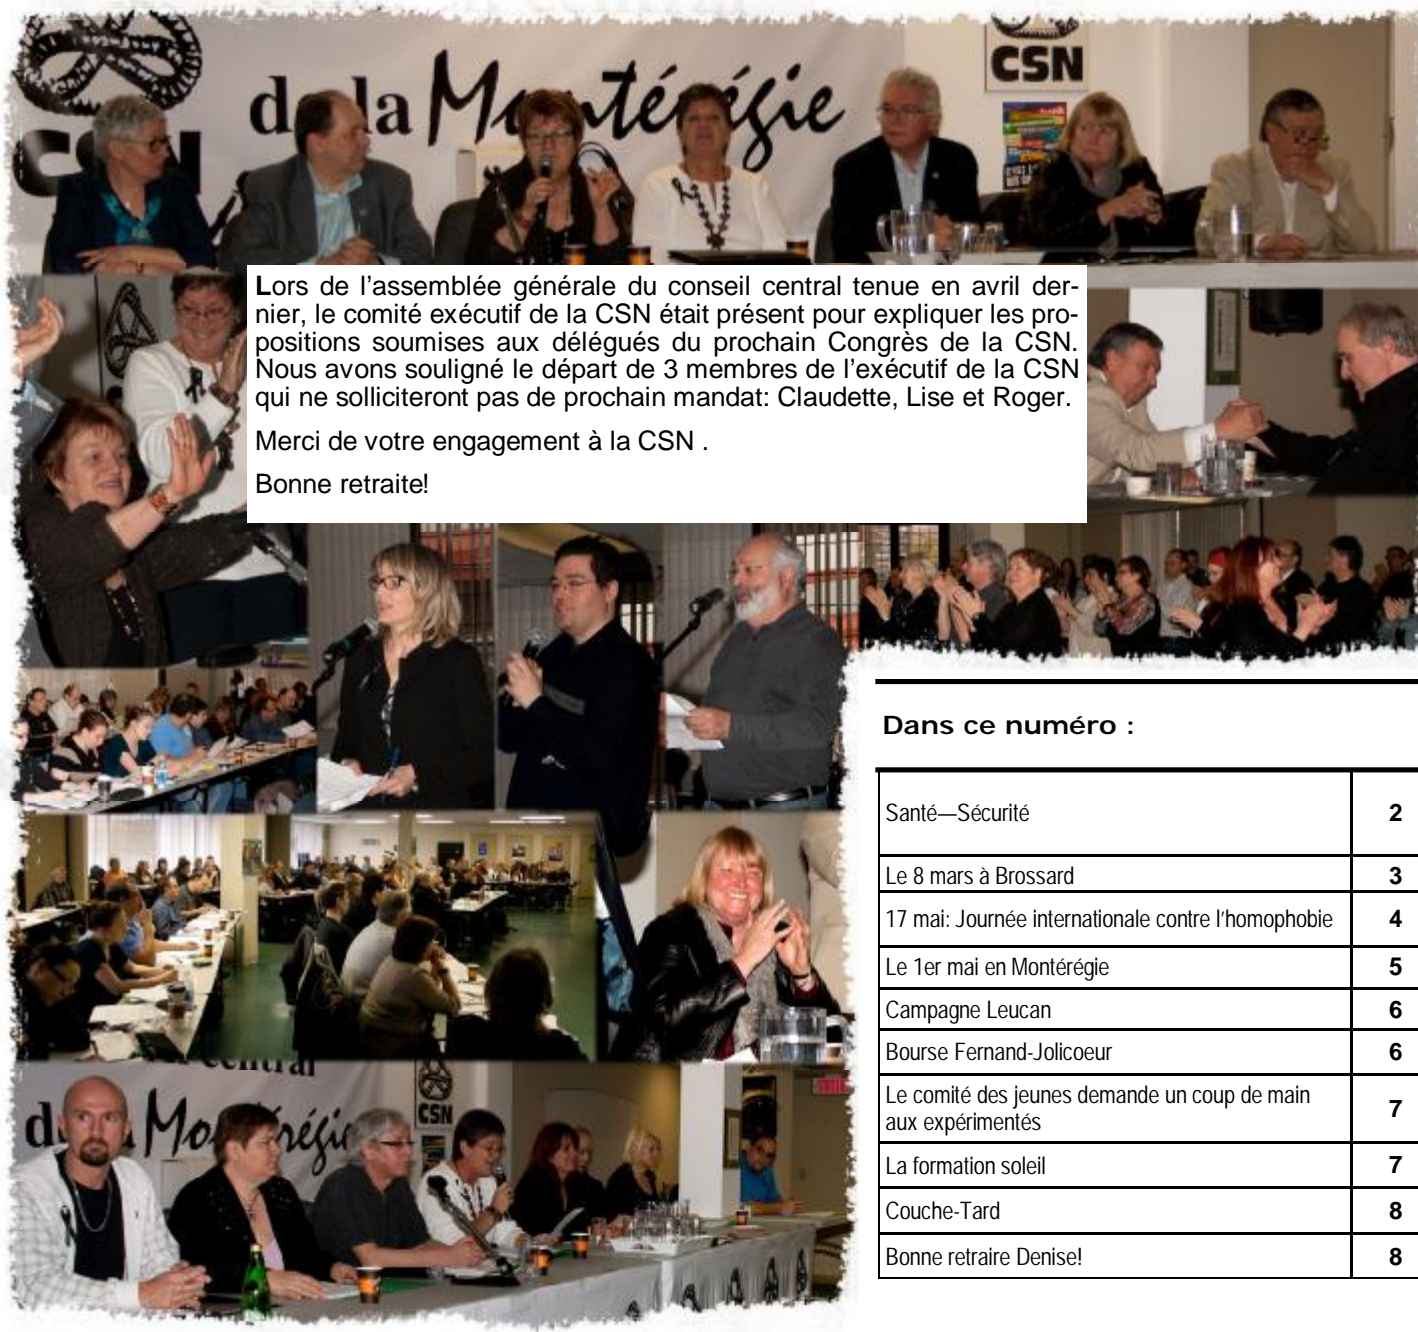 CSN
de la Montérégie
CSN
Lors de l’assemblée générale du conseil central tenue en avril der-
nier, le comité exécutif de la CSN était présent pour expliquer les pro-
positions soumises aux délégués du prochain Congrès de la CSN.
Nous avons souligné le départ de 3 membres de l’exécutif de la CSN
qui ne solliciteront pas de prochain mandat: Claudette, Lise et Roger.
Merci de votre engagement à la CSN .
Bonne retraite!
Dans ce numéro :
Santé—Sécurité 2
Le 8 mars à Brossard 3
17 mai: Journée internationale contre l’homophobie 4
Le 1er mai en Montérégie 5
Campagne Leucan 6
Bourse Fernand-Jolicoeur 6
Le comité des jeunes demande un coup de main
aux expérimentés 7
La formation soleil 7
Couche-Tard 8
Bonne retraire Denise! 8
central
de la Montérégie
CSN